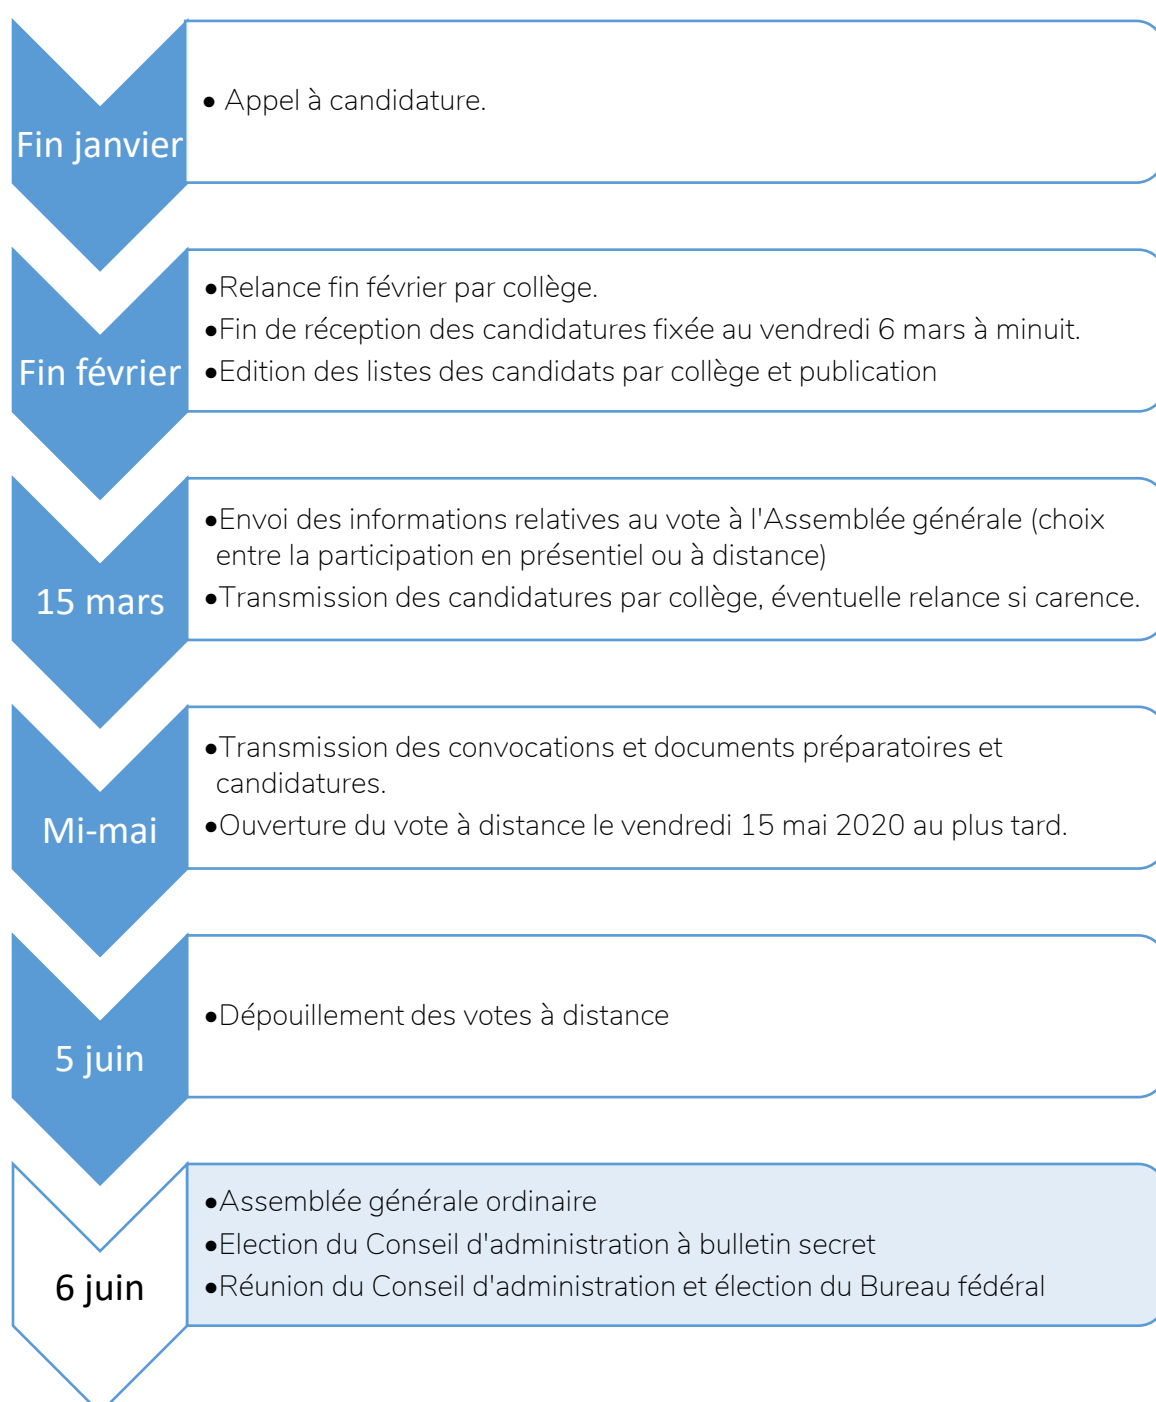 Fin janvier
• Appel à candidature.
Fin février
•Relance fin février par collège.
•Fin de réception des candidatures fixée au vendredi 6 mars à minuit.
•Edition des listes des candidats par collège et publication
15 mars
•Envoi des informations relatives au vote à l'Assemblée générale (choix
entre la participation en présentiel ou à distance)
•Transmission des candidatures par collège, éventuelle relance si carence.
Mi-mai
•Transmission des convocations et documents préparatoires et
candidatures.
•Ouverture du vote à distance le vendredi 15 mai 2020 au plus tard.
5 juin
•Dépouillement des votes à distance
6 juin
•Assemblée générale ordinaire
•Election du Conseil d'administration à bulletin secret
•Réunion du Conseil d'administration et élection du Bureau fédéral